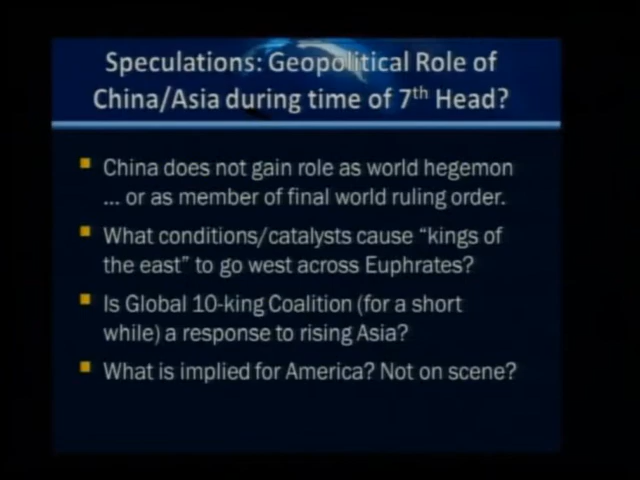 Speculations: Geopolitical Role of
China/Asia during time of 7th Head?
China does not gain role as world hegemon
... or as member of final world ruling order.
What conditions/catalysts cause “kings of
the east” to go west across Euphrates?
Is Global 10-king Coalition (for a short
while) a response to rising Asia?
What is implied for America? Not on scene?